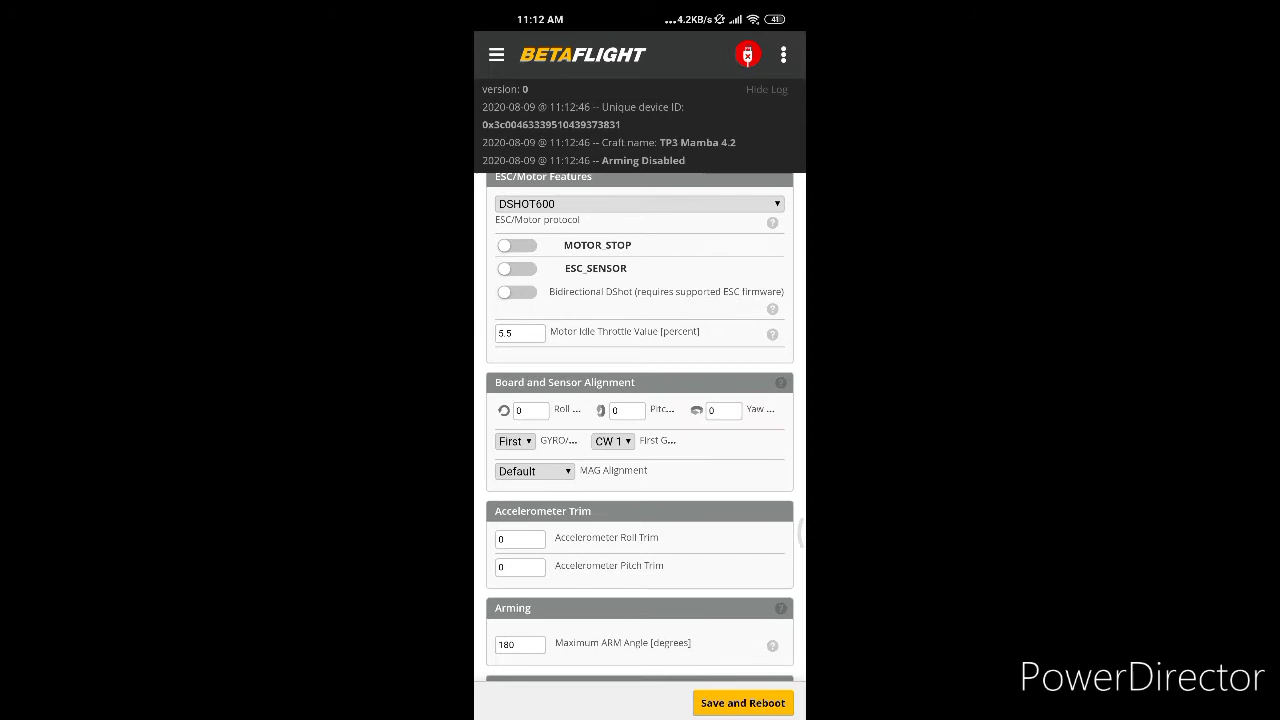 11:12 AM
...4.2KB/s
41
BETAFLIGHT
version: 0
Hide Log
2020-08-09 @ 11:12:46 -- Unique device ID:
0x3c00463339510439373831
2020-08-09 @ 11:12:46 -- Craft name: TP3 Mamba 4.2
2020-08-09 @ 11:12:46 -- Arming Disabled
ESC/Motor Features
DSHOT600
ESC/Motor protocol
?
MOTOR_STOP
ESC_SENSOR
Bidirectional DShot (requires supported ESC firmware)
?
5.5 Motor Idle Throttle Value [percent] ?
Board and Sensor Alignment ?
0 Roll ... 0 Pitc... 0 Yaw ...
First GYRO/... CW 1 First G...
Default MAG Alignment
Accelerometer Trim
0 Accelerometer Roll Trim
0 Accelerometer Pitch Trim
Arming ?
180 Maximum ARM Angle [degrees] ?
Save and Reboot
PowerDirector